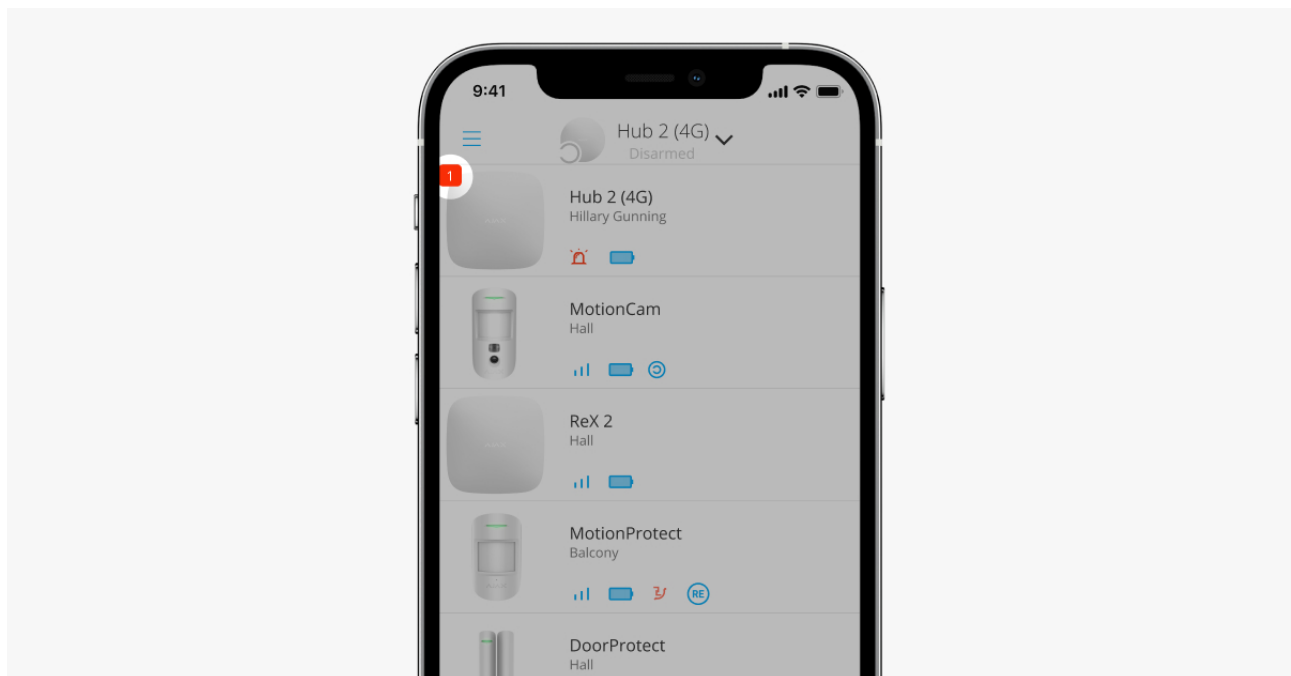 9:41
Hub 2 (4G)
Disarmed
1
Hub 2 (4G)
Hillary Gunning
MotionCam
Hall
ReX 2
Hall
MotionProtect
Balcony
RE
DoorProtect
Hall